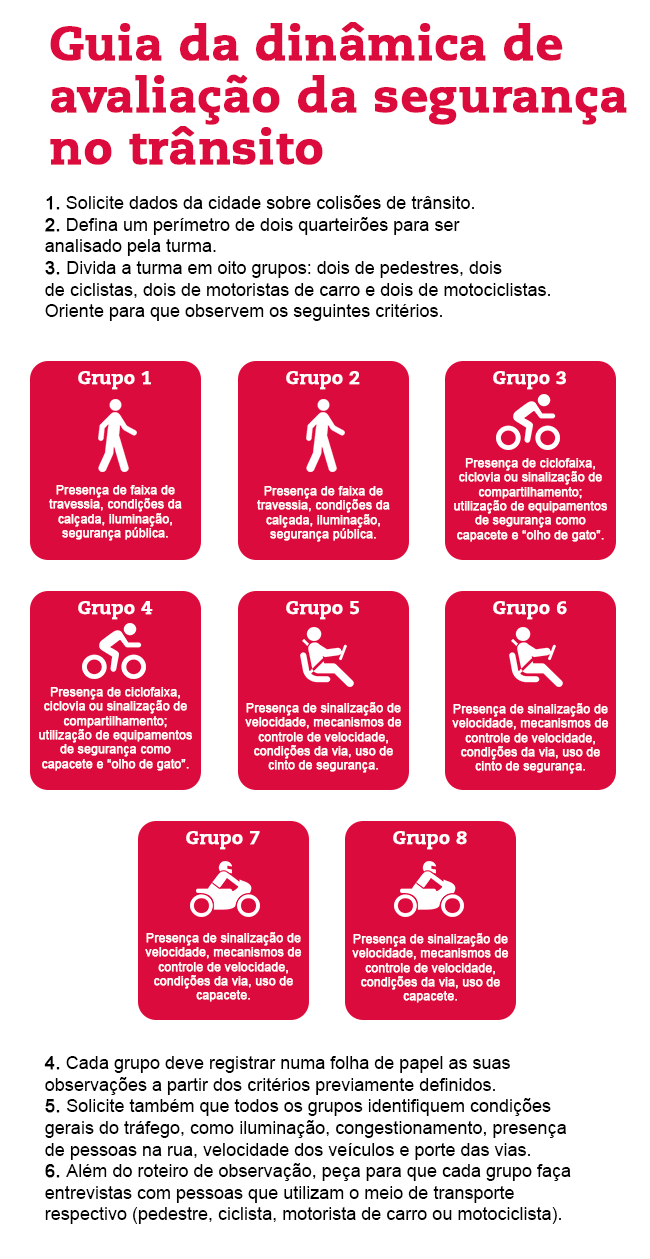 Guia da dinâmica de
avaliação da segurança
no trânsito
1. Solicite dados da cidade sobre colisões de trânsito.
2. Defina um perímetro de dois quarteirões para ser
analisado pela turma.
3. Divida a turma em oito grupos: dois de pedestres, dois
de ciclistas, dois de motoristas de carro e dois de motociclistas.
Oriente para que observem os seguintes critérios.
Grupo 1
Presença de faixa de
travessia, condições da
calçada, iluminação,
segurança pública.
Grupo 2
Presença de faixa de
travessia, condições da
calçada, iluminação,
segurança pública.
Grupo 3
Presença de ciclofaixa,
ciclovia ou sinalização de
compartilhamento;
utilização de equipamentos
de segurança como
capacete e “olho de gato”.
Grupo 4
Presença de ciclofaixa,
ciclovia ou sinalização de
compartilhamento;
utilização de equipamentos
de segurança como
capacete e “olho de gato”.
Grupo 5
Presença de sinalização de
velocidade, mecanismos de
controle de velocidade,
condições da via, uso de
cinto de segurança.
Grupo 6
Presença de sinalização de
velocidade, mecanismos de
controle de velocidade,
condições da via, uso de
cinto de segurança.
Grupo 7
Presença de sinalização de
velocidade, mecanismos de
controle de velocidade,
condições da via, uso de
capacete.
Grupo 8
Presença de sinalização de
velocidade, mecanismos de
controle de velocidade,
condições da via, uso de
capacete.
4. Cada grupo deve registrar numa folha de papel as suas
observações a partir dos critérios previamente definidos.
5. Solicite também que todos os grupos identifiquem condições
gerais do tráfego, como iluminação, congestionamento, presença
de pessoas na rua, velocidade dos veículos e porte das vias.
6. Além do roteiro de observação, peça para que cada grupo faça
entrevistas com pessoas que utilizam o meio de transporte
respectivo (pedestre, ciclista, motorista de carro ou motociclista).